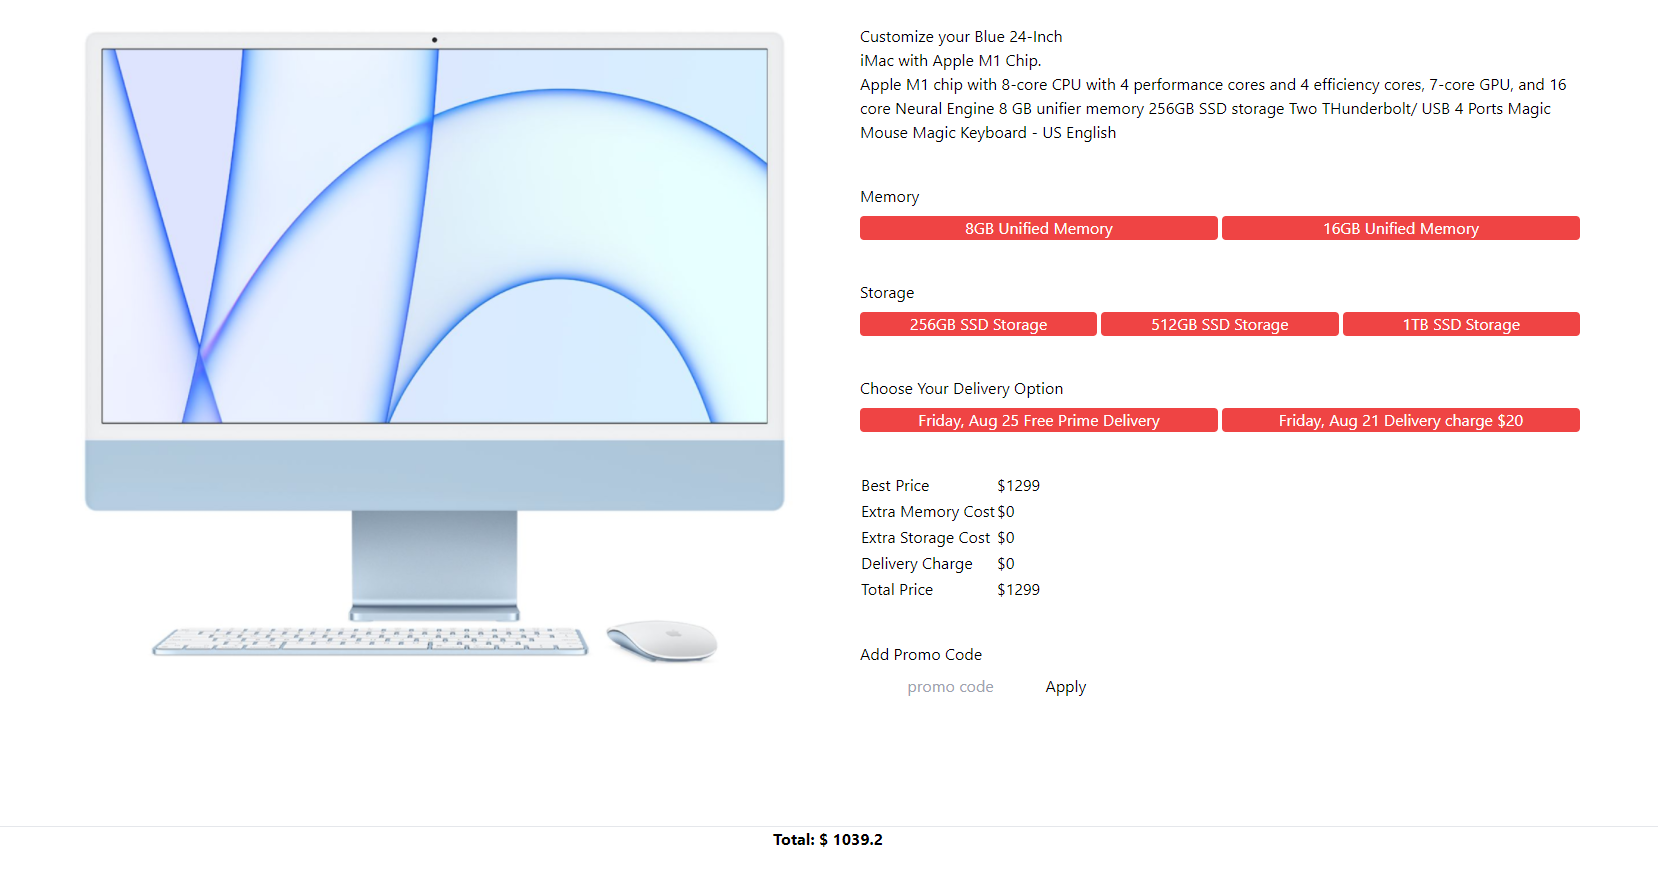 Customize your Blue 24-Inch
iMac with Apple M1 Chip.
Apple M1 chip with 8-core CPU with 4 performance cores and 4 efficiency cores, 7-core GPU, and 16
core Neural Engine 8 GB unifier memory 256GB SSD storage Two THunderbolt/ USB 4 Ports Magic
Mouse Magic Keyboard - US English
Memory
8GB Unified Memory 16GB Unified Memory
Storage
256GB SSD Storage 512GB SSD Storage 1TB SSD Storage
Choose Your Delivery Option
Friday, Aug 25 Free Prime Delivery Friday, Aug 21 Delivery charge $20
Best Price $1299
Extra Memory Cost $0
Extra Storage Cost $0
Delivery Charge $0
Total Price $1299
Add Promo Code
promo code Apply
Total: $ 1039.2